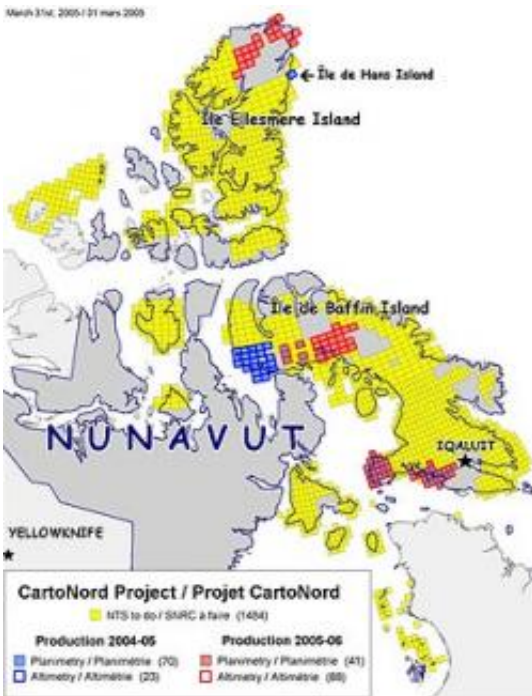 March 31st, 2005 / 31 mars 2005
Île de Hans Island
Île Ellesmere Island
Île de Baffin Island
NUNAVUT
IQALUIT
YELLOWKNIFE
CartoNord Project / Projet CartoNord
NTS to do / SNRC à faire (1484)
Production 2004-05
Production 2005-06
Planimetry / Planimétrie (70)
Planimetry / Planimétrie (41)
Altimetry / Altimétrie (23)
Altimetry / Altimétrie (88)